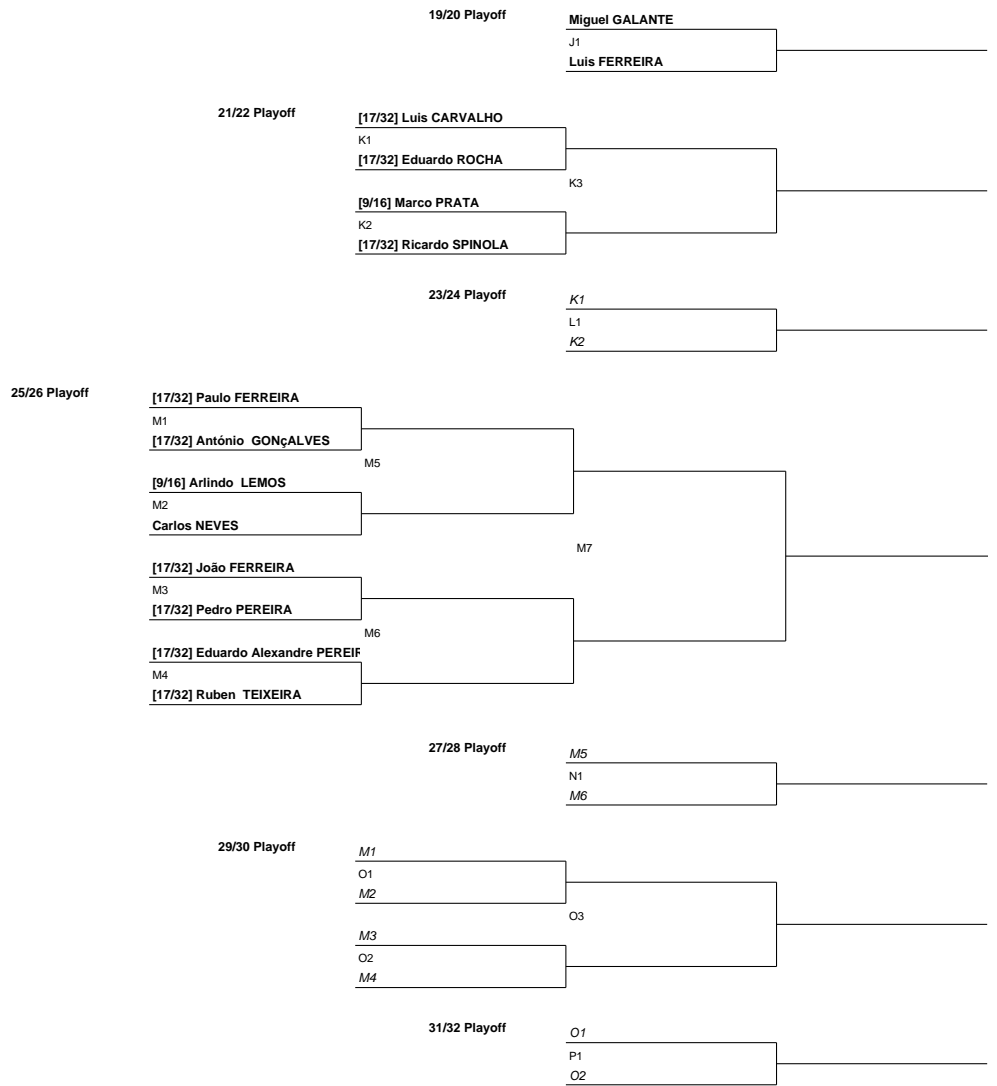 19/20 Playoff
Miguel GALANTE
J1
Luis FERREIRA
21/22 Playoff
[17/32] Luis CARVALHO
K1
[17/32] Eduardo ROCHA
K3
[9/16] Marco PRATA
K2
[17/32] Ricardo SPINOLA
23/24 Playoff
K1
L1
K2
25/26 Playoff
[17/32] Paulo FERREIRA
M1
[17/32] António GONçALVES
M5
[9/16] Arlindo LEMOS
M2
Carlos NEVES
M7
[17/32] João FERREIRA
M3
[17/32] Pedro PEREIRA
M6
[17/32] Eduardo Alexandre PEREIR
M4
[17/32] Ruben TEIXEIRA
27/28 Playoff
M5
N1
M6
29/30 Playoff
M1
O1
M2
O3
M3
O2
M4
31/32 Playoff
O1
P1
O2